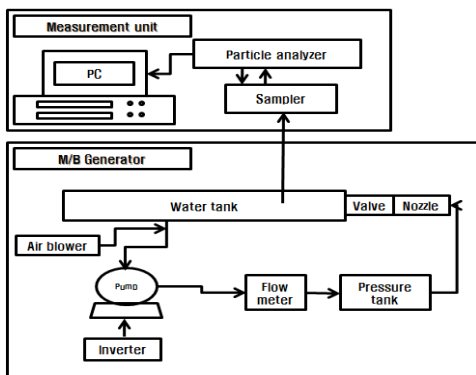 Measurement unit
Particle analyzer
PC
Sampler
M/B Generator
Water tank
Valve
Nozzle
Air blower
Pump
Flow
meter
Pressure
tank
Inverter